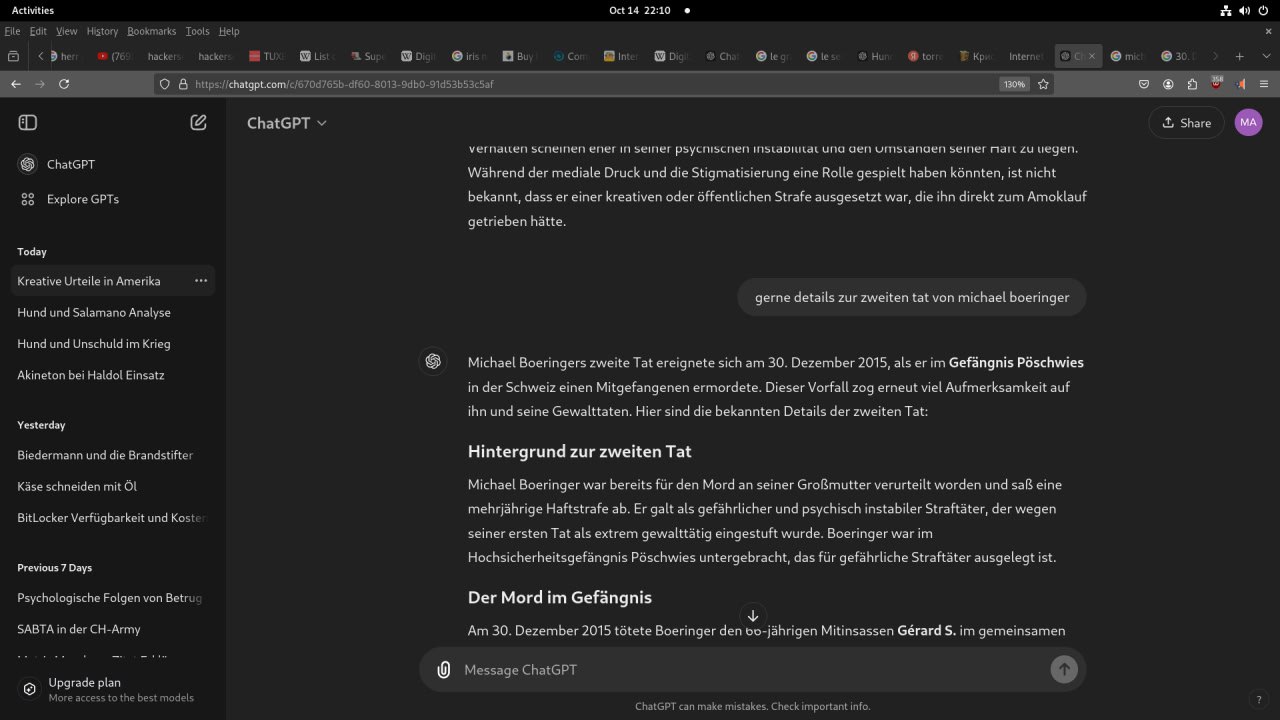 Activities
Oct 14 22:10
File Edit View History Bookmarks Tools Help
herr
(769
hackers
hackers
TUXE
List c
Supe
Digit
iris n
Buy
Com
Inter
Digit
Chat
le gr
le se
Hund
torre
Кри
Internet
Ch
mich
30. D
https://chatgpt.com/c/670d765b-df60-8013-9db0-91d53b53c5af
130%
358
ChatGPT
Share
MA
ChatGPT
Explore GPTs
Today
Kreative Urteile in Amerika
Hund und Salamano Analyse
Hund und Unschuld im Krieg
Akineton bei Haldol Einsatz
Yesterday
Biedermann und die Brandstifter
Käse schneiden mit Öl
BitLocker Verfügbarkeit und Kosten
Previous 7 Days
Psychologische Folgen von Betrug
SABTA in der CH-Army
Upgrade plan
More access to the best models
Verhalten scheinen eher in seiner psychischen Instabilität und den Umständen seiner Haft zu liegen.
Während der mediale Druck und die Stigmatisierung eine Rolle gespielt haben könnten, ist nicht
bekannt, dass er einer kreativen oder öffentlichen Strafe ausgesetzt war, die ihn direkt zum Amoklauf
getrieben hätte.
gerne details zur zweiten tat von michael boeringer
Michael Boeringers zweite Tat ereignete sich am 30. Dezember 2015, als er im Gefängnis Pöschwies
in der Schweiz einen Mitgefangenen ermordete. Dieser Vorfall zog erneut viel Aufmerksamkeit auf
ihn und seine Gewalttaten. Hier sind die bekannten Details der zweiten Tat:
Hintergrund zur zweiten Tat
Michael Boeringer war bereits für den Mord an seiner Großmutter verurteilt worden und saß eine
mehrjährige Haftstrafe ab. Er galt als gefährlicher und psychisch instabiler Straftäter, der wegen
seiner ersten Tat als extrem gewalttätig eingestuft wurde. Boeringer war im
Hochsicherheitsgefängnis Pöschwies untergebracht, das für gefährliche Straftäter ausgelegt ist.
Der Mord im Gefängnis
Am 30. Dezember 2015 tötete Boeringer den 66-jährigen Mitinsassen Gérard S. im gemeinsamen
Message ChatGPT
ChatGPT can make mistakes. Check important info.
?